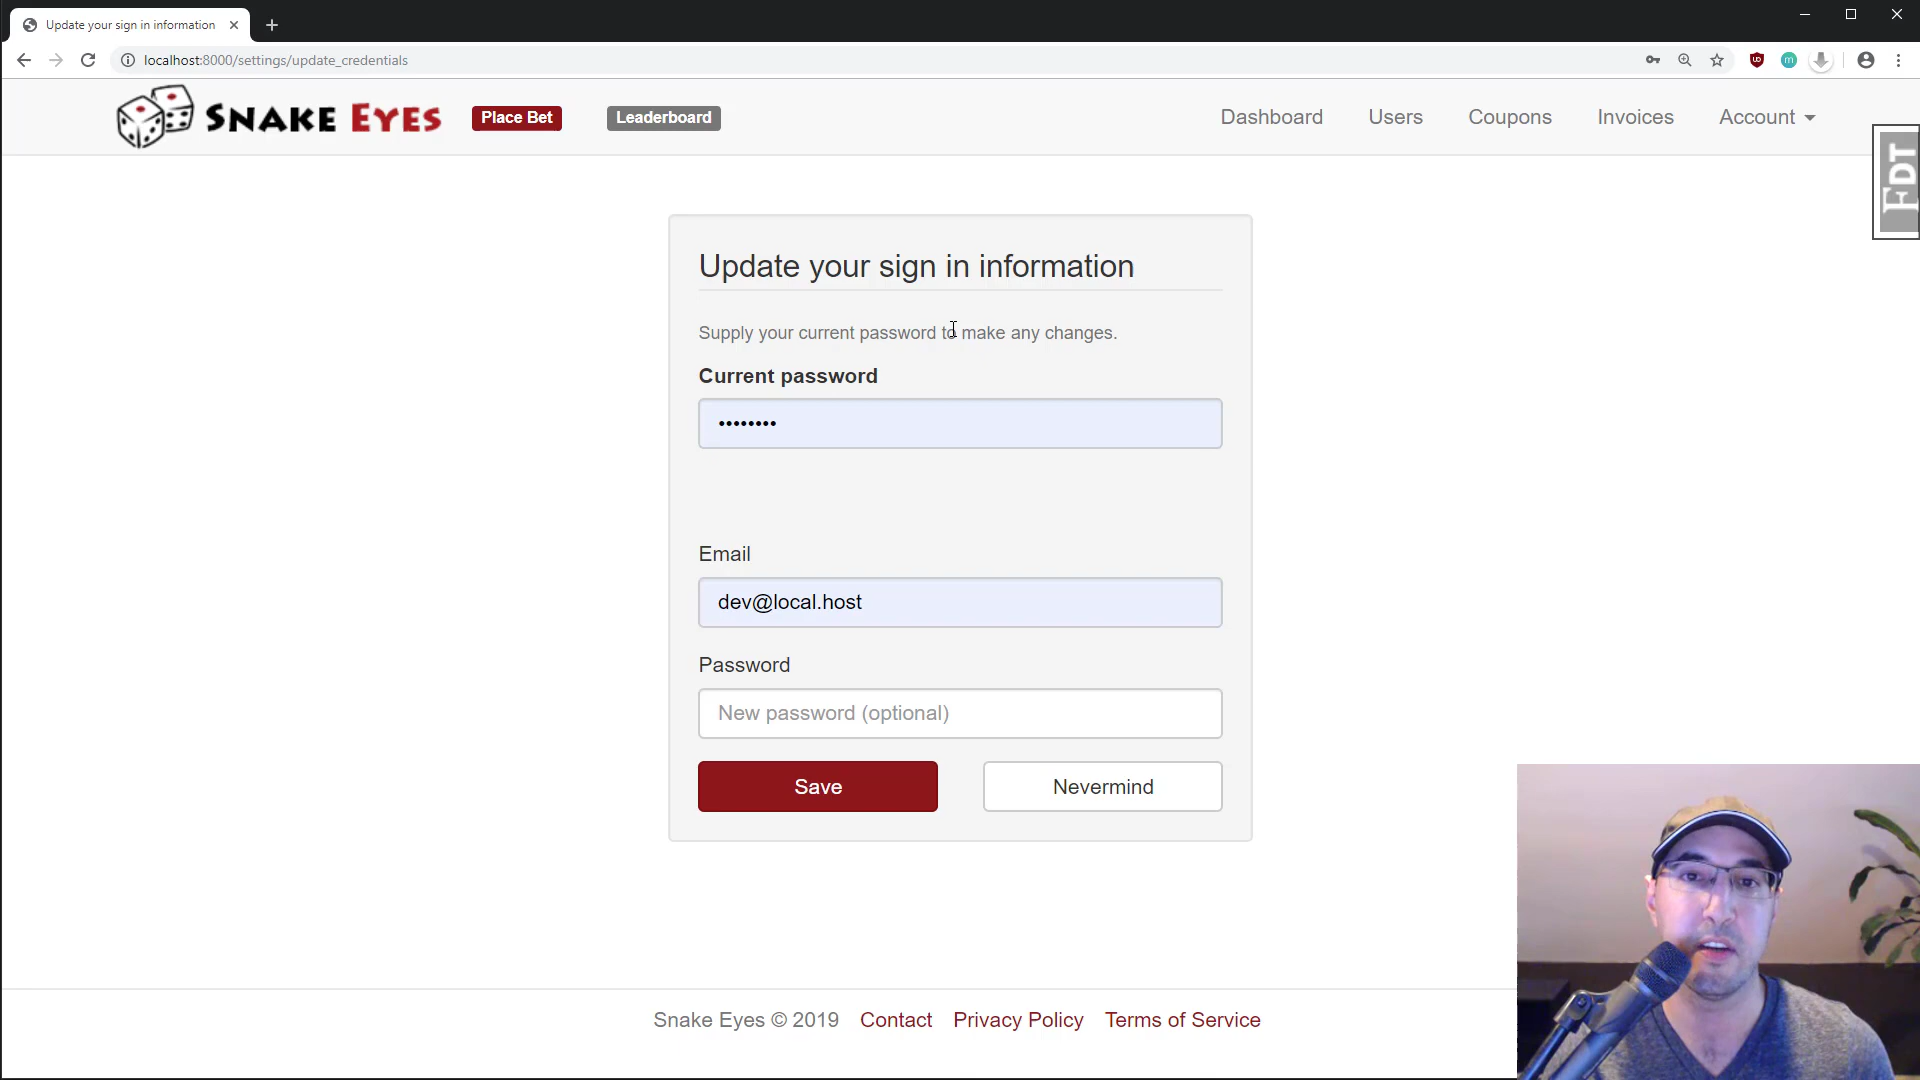 Update your sign in information
localhost:8000/settings/update_credentials
SNAKE EYES
Place Bet
Leaderboard
Dashboard
Users
Coupons
Invoices
Account
FDT
Update your sign in information
Supply your current password to make any changes.
Current password
••••••••
Email
dev@local.host
Password
New password (optional)
Save
Nevermind
Snake Eyes © 2019 Contact Privacy Policy Terms of Service